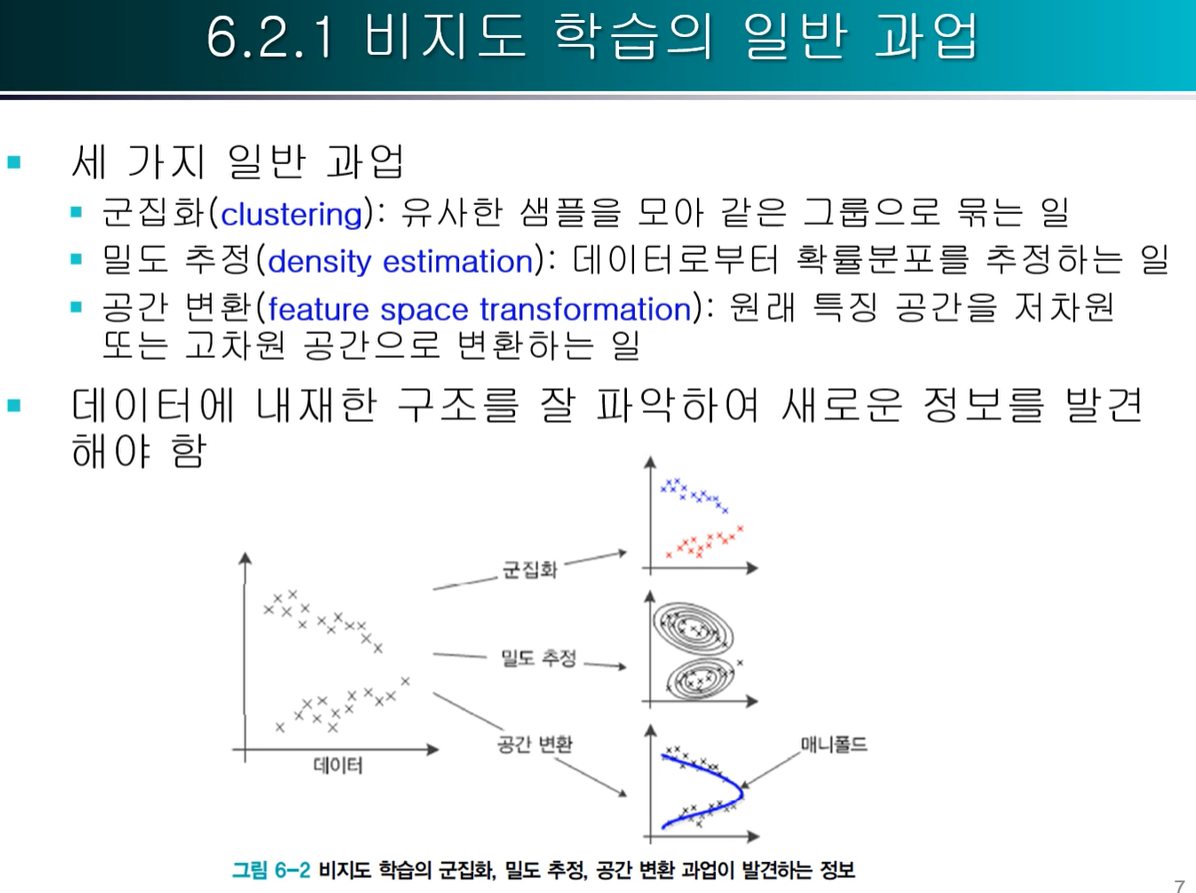 6.2.1 비지도 학습의 일반 과업
세 가지 일반 과업
군집화(clustering): 유사한 샘플을 모아 같은 그룹으로 묶는 일
밀도 추정(density estimation): 데이터로부터 확률분포를 추정하는 일
공간 변환(feature space transformation): 원래 특징 공간을 저차원
또는 고차원 공간으로 변환하는 일
데이터에 내재한 구조를 잘 파악하여 새로운 정보를 발견
해야 함
군집화
밀도 추정
공간 변환
매니폴드
데이터
그림 6-2 비지도 학습의 군집화, 밀도 추정, 공간 변환 과업이 발견하는 정보
7